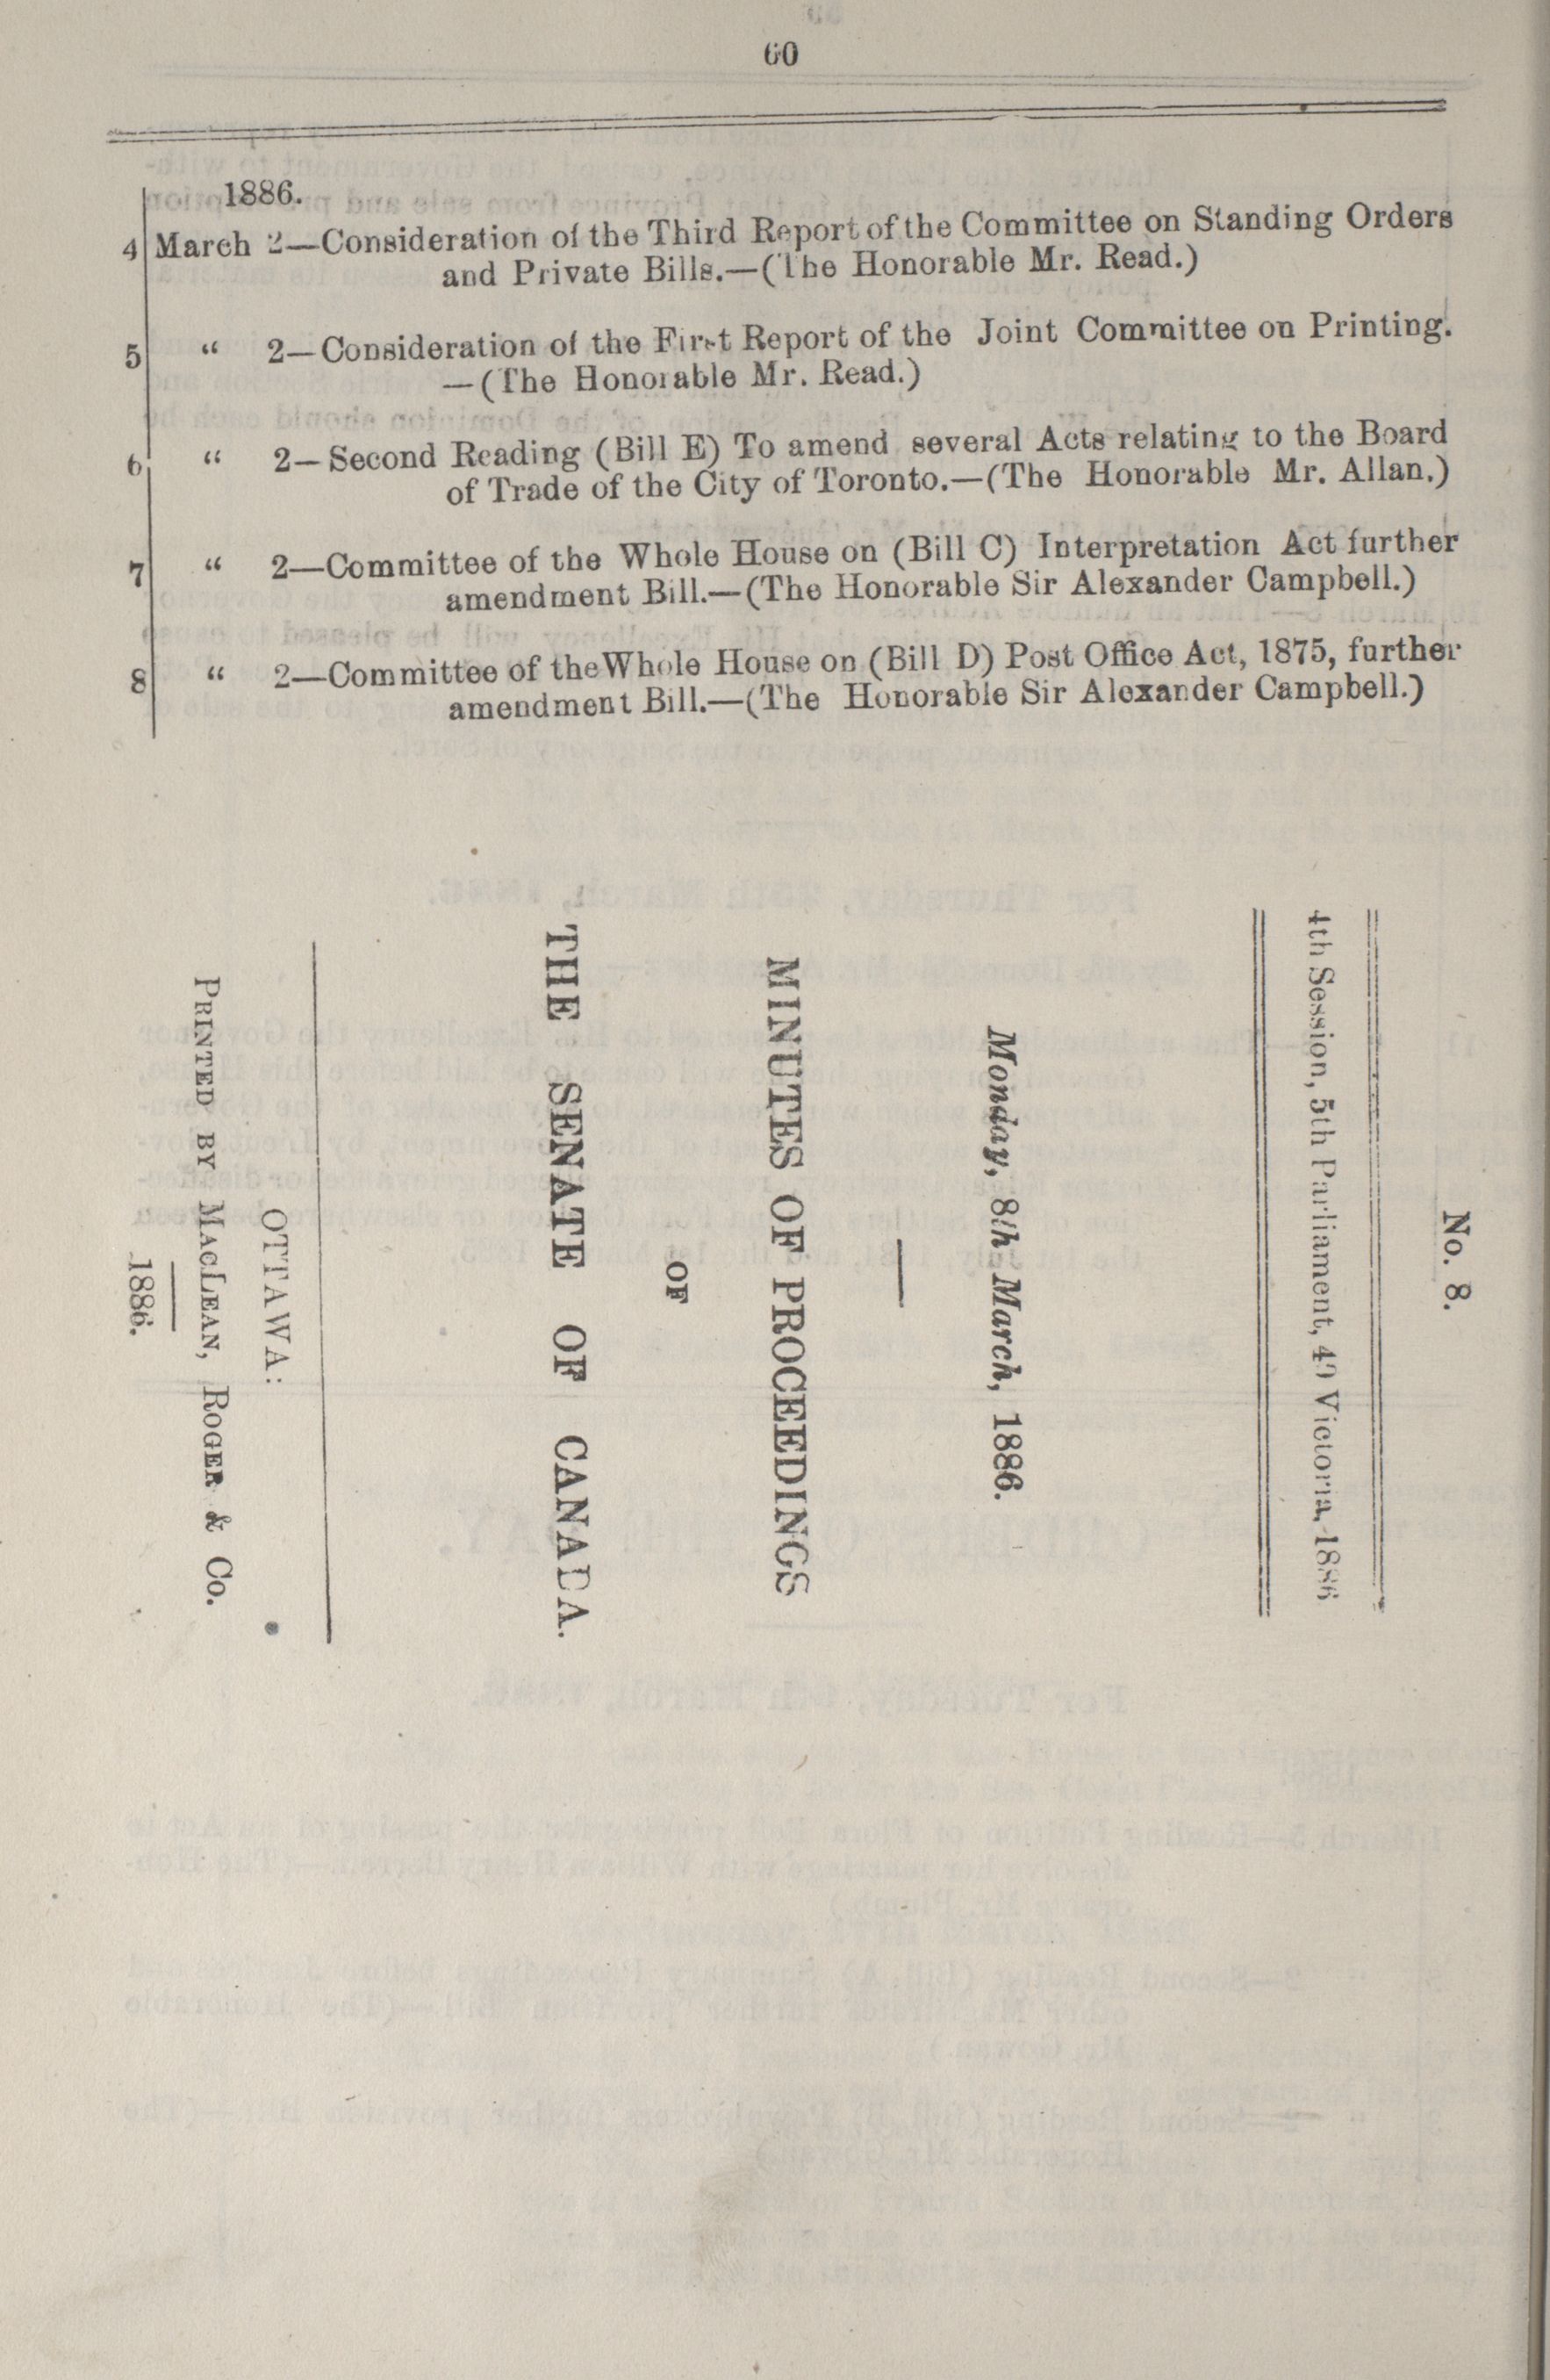 60
1886.
4 March 2—Consideration of the Third Report of the Committee on Standing Orders
and Private Bills.—(The Honorable Mr. Read.)
5 “ 2—Consideration of the First Report of the Joint Committee on Printing.
—(The Honorable Mr. Read.)
6 “ 2—Second Reading (Bill E) To amend several Acts relating to the Board
of Trade of the City of Toronto.—(The Honorable Mr. Allan.)
7 “ 2—Committee of the Whole House on (Bill C) Interpretation Act further
amendment Bill.—(The Honorable Sir Alexander Campbell.)
8 “ 2—Committee of the Whole House on (Bill D) Post Office Act, 1875, further
amendment Bill.—(The Honorable Sir Alexander Campbell.)
No. 8.
4th Session, 5th Parliament, 49 Victoria, 1886
Monday, 8th March, 1886.
MINUTES OF PROCEEDINGS
OF
THE SENATE OF CANADA.
OTTAWA:
PRINTED BY MACLEAN, ROGER & CO.
1886.